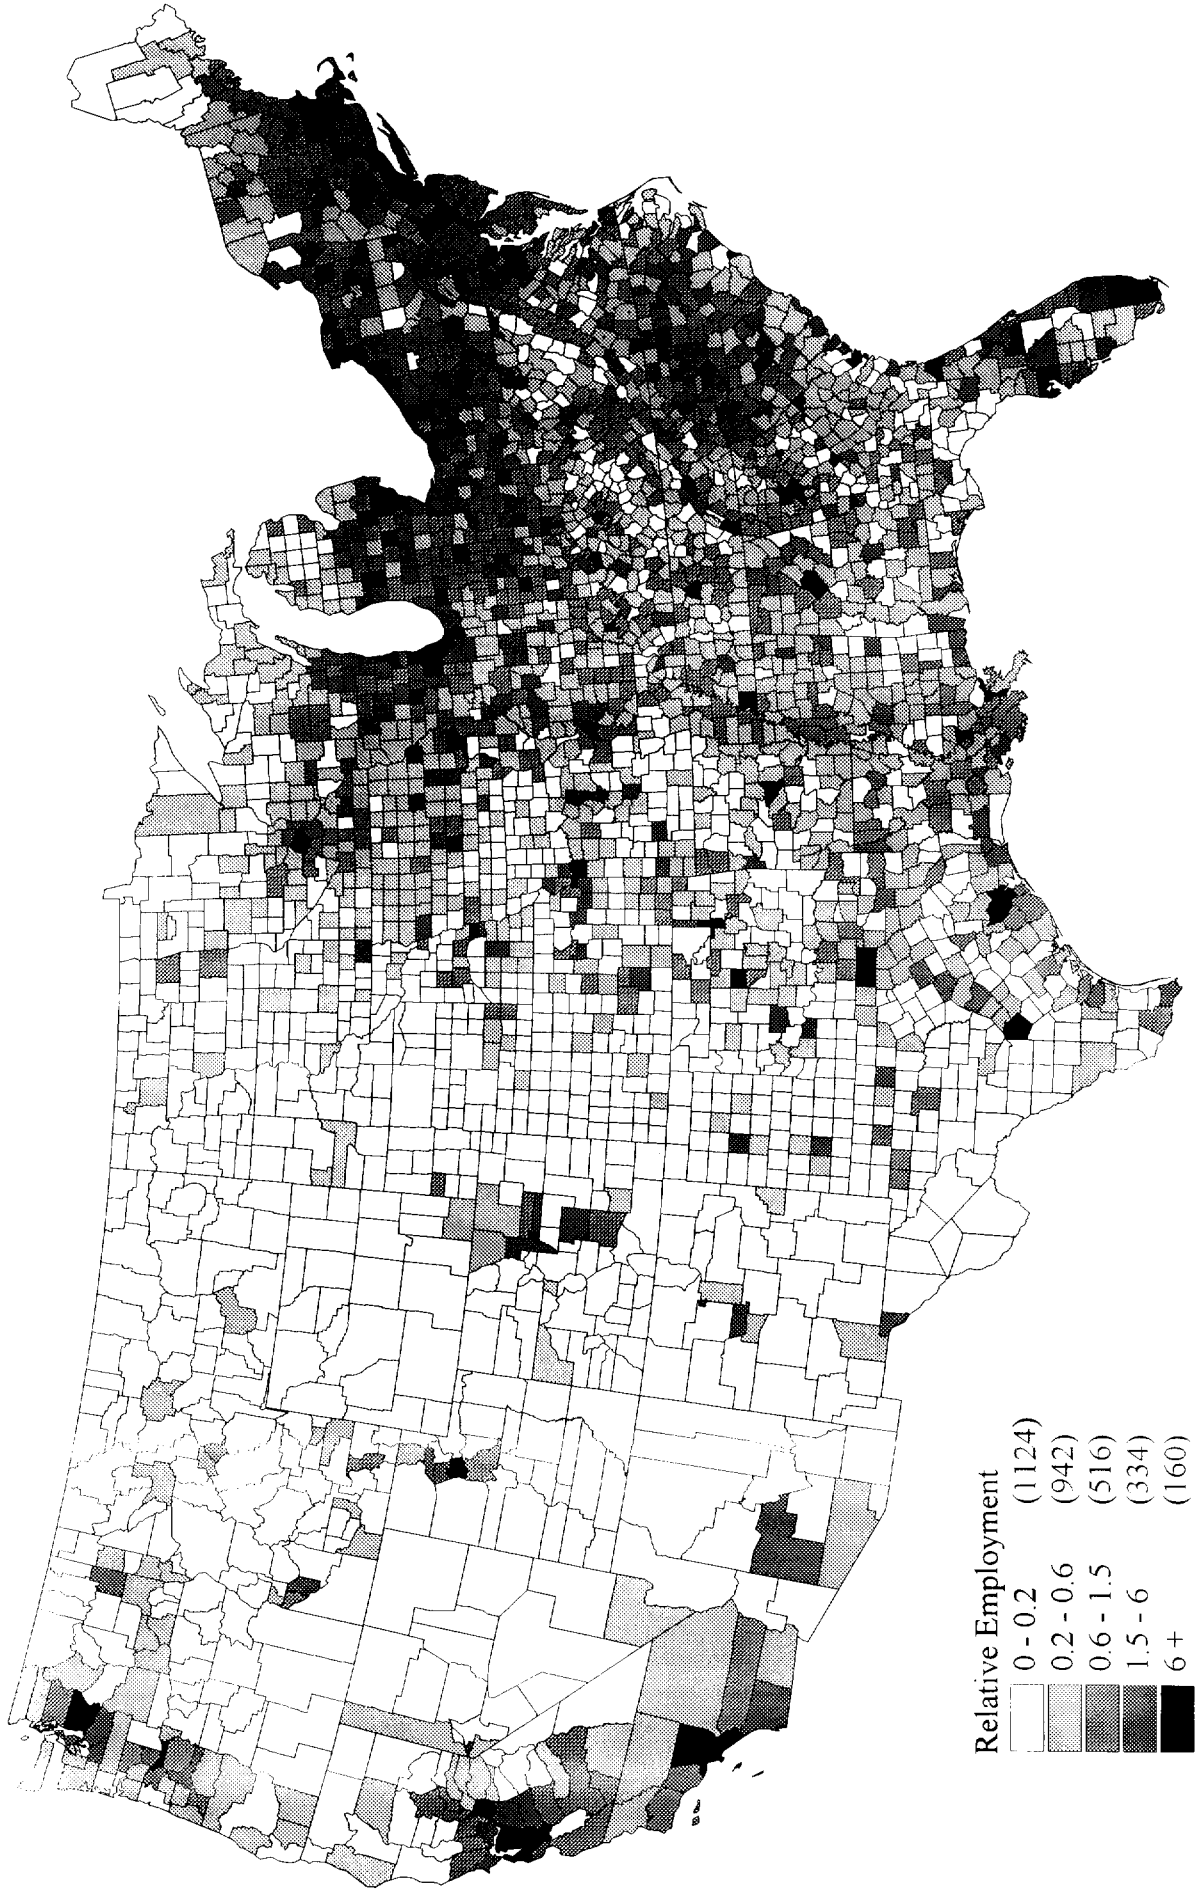 Relative Employment
0 - 0.2 (1124)
0.2 - 0.6 (942)
0.6 - 1.5 (516)
1.5 - 6 (334)
6 + (160)